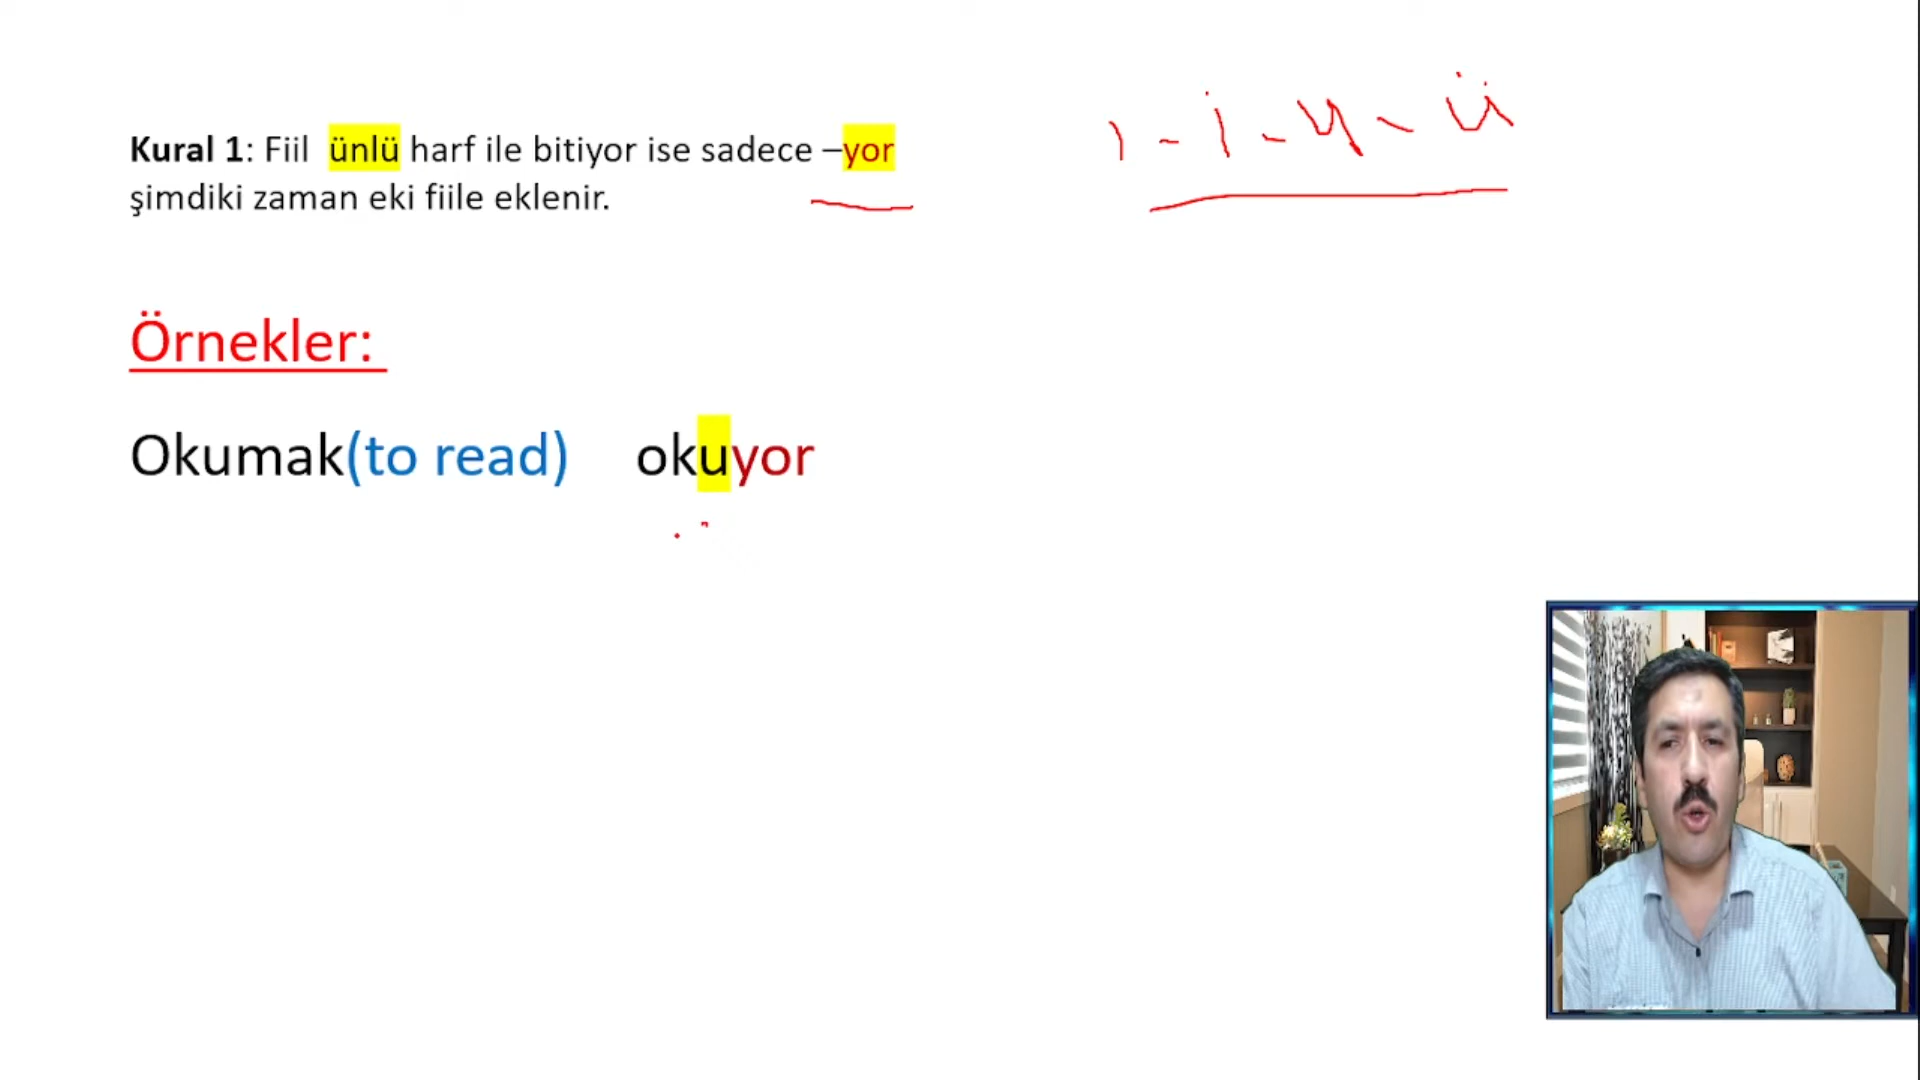 Kural 1: Fiil ünlü harf ile bitiyor ise sadece –yor
şimdiki zaman eki fiile eklenir.
ı - i - u - ü
Örnekler:
Okumak(to read) okuyor